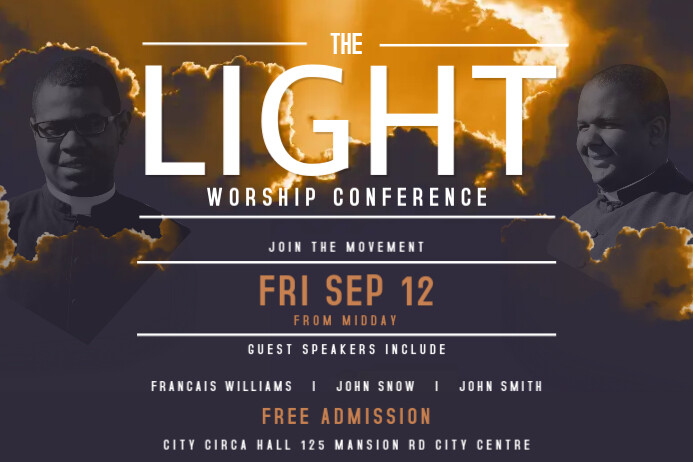 THE
LIGHT
WORSHIP CONFERENCE
JOIN THE MOVEMENT
FRI SEP 12
FROM MIDDAY
GUEST SPEAKERS INCLUDE
FRANCAIS WILLIAMS I JOHN SNOW I JOHN SMITH
FREE ADMISSION
CITY CIRCA HALL 125 MANSION RD CITY CENTRE